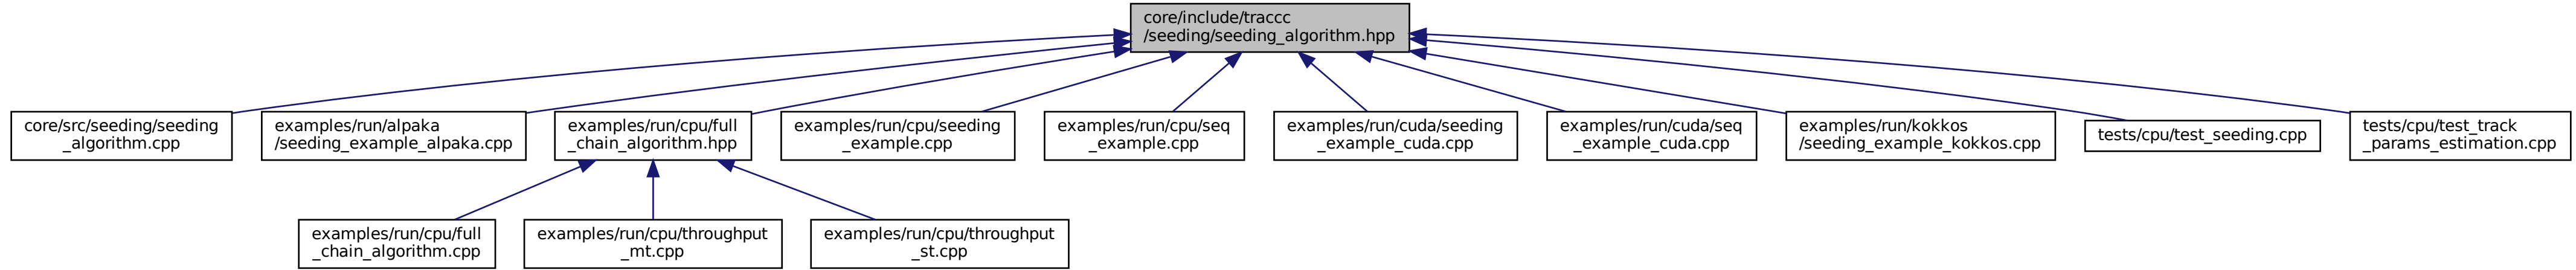 core/include/traccc
/seeding/seeding_algorithm.hpp
core/src/seeding/seeding
_algorithm.cpp
examples/run/alpaka
/seeding_example_alpaka.cpp
examples/run/cpu/full
_chain_algorithm.hpp
examples/run/cpu/seeding
_example.cpp
examples/run/cpu/seq
_example.cpp
examples/run/cuda/seeding
_example_cuda.cpp
examples/run/cuda/seq
_example_cuda.cpp
examples/run/kokkos
/seeding_example_kokkos.cpp
tests/cpu/test_seeding.cpp
tests/cpu/test_track
_params_estimation.cpp
examples/run/cpu/full
_chain_algorithm.cpp
examples/run/cpu/throughput
_mt.cpp
examples/run/cpu/throughput
_st.cpp